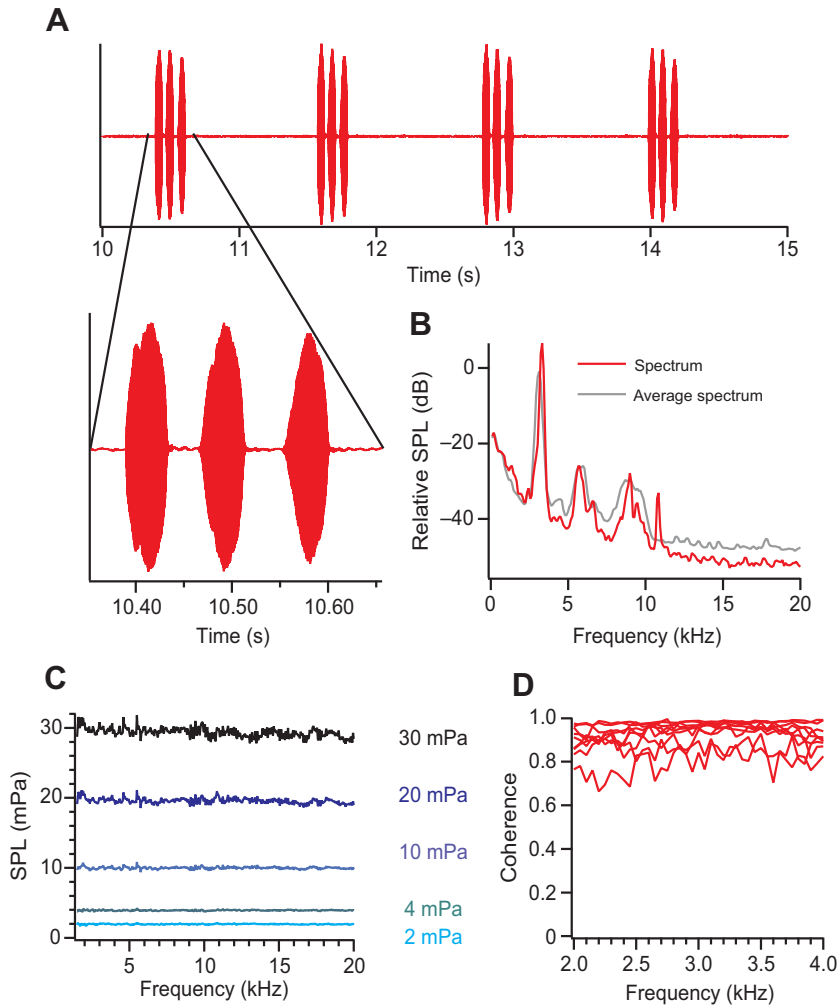 A
10 11 12 13 14 15
Time (s)
10.40 10.50 10.60
Time (s)
B
0
–20
–40
Relative SPL (dB)
Spectrum
Average spectrum
0 5 10 15 20
Frequency (kHz)
C
30
20
10
0
SPL (mPa)
30 mPa
20 mPa
10 mPa
4 mPa
2 mPa
5 10 15 20
Frequency (kHz)
D
1.0
0.8
0.6
0.4
0.2
0
Coherence
2.0 2.5 3.0 3.5 4.0
Frequency (kHz)